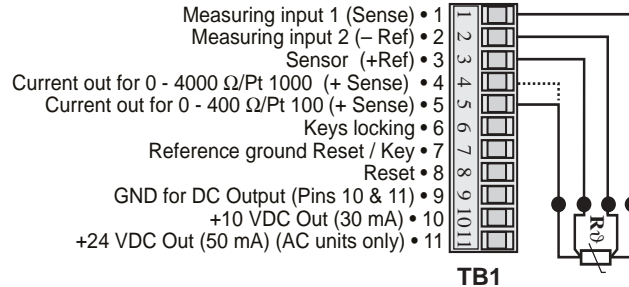 Measuring input 1 (Sense) • 1
Measuring input 2 (– Ref) • 2
Sensor (+Ref) • 3
Current out for 0 - 4000 Ω/Pt 1000 (+ Sense) • 4
Current out for 0 - 400 Ω/Pt 100 (+ Sense) • 5
Keys locking • 6
Reference ground Reset / Key • 7
Reset • 8
GND for DC Output (Pins 10 & 11) • 9
+10 VDC Out (30 mA) • 10
+24 VDC Out (50 mA) (AC units only) • 11
1
2
3
4
5
6
7
8
9
10
11
Rϑ
TB1